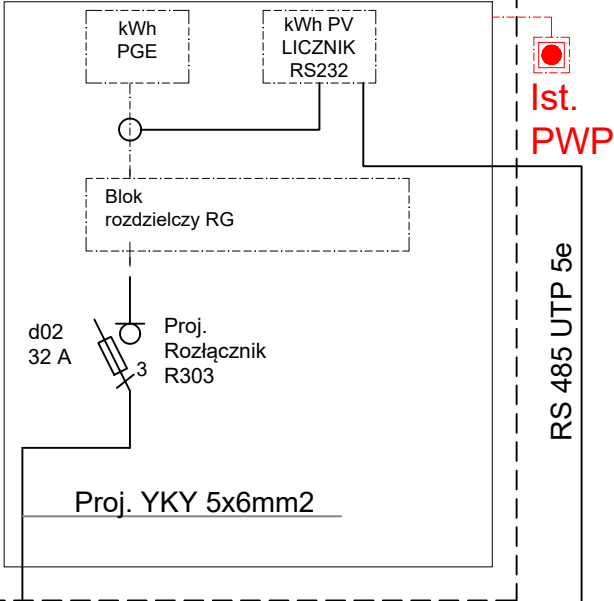 kWh
PGE
kWh PV
LICZNIK
RS232
Ist.
PWP
Blok
rozdzielczy RG
d02
32 A
3
Proj.
Rozłącznik
R303
RS 485 UTP 5e
Proj. YKY 5x6mm2